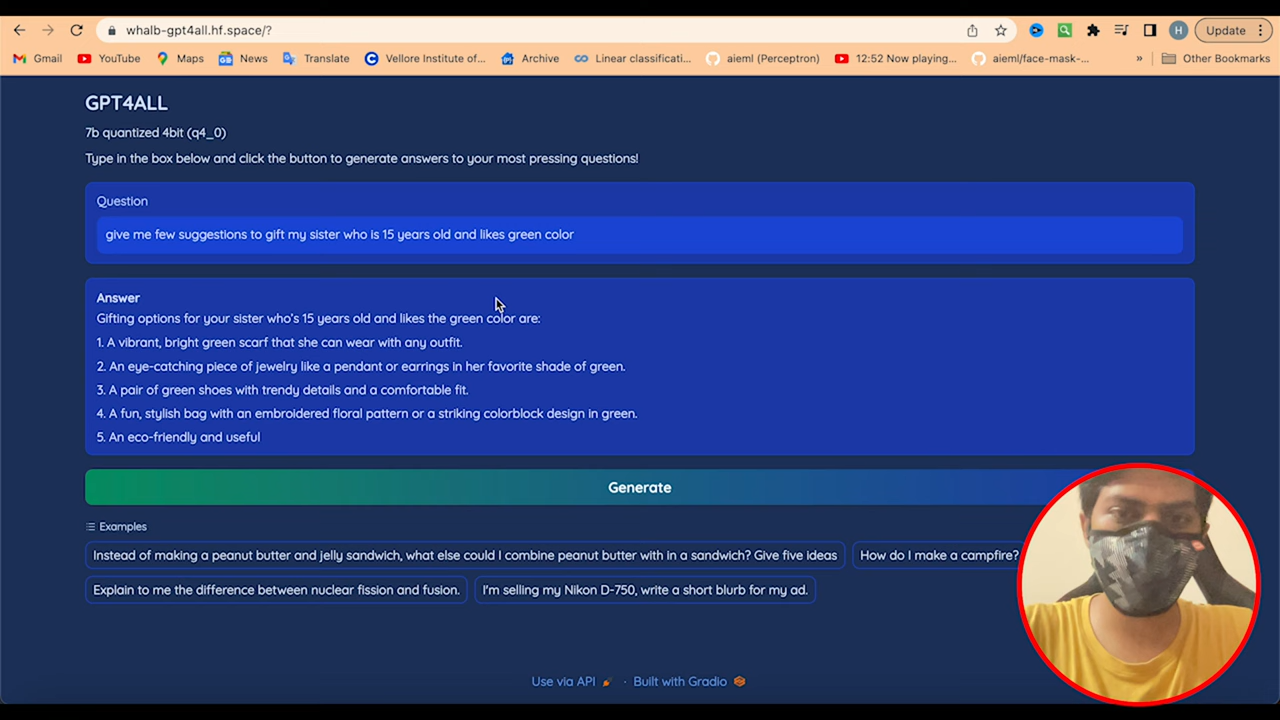 whalb-gpt4all.hf.space/?
H
Update
Gmail
YouTube
Maps
News
Translate
Vellore Institute of...
Archive
Linear classificati...
aieml (Perceptron)
12:52 Now playing...
aieml/face-mask-...
»
Other Bookmarks
GPT4ALL
7b quantized 4bit (q4_0)
Type in the box below and click the button to generate answers to your most pressing questions!
Question
give me few suggestions to gift my sister who is 15 years old and likes green color
Answer
Gifting options for your sister who's 15 years old and likes the green color are:
1. A vibrant, bright green scarf that she can wear with any outfit.
2. An eye-catching piece of jewelry like a pendant or earrings in her favorite shade of green.
3. A pair of green shoes with trendy details and a comfortable fit.
4. A fun, stylish bag with an embroidered floral pattern or a striking colorblock design in green.
5. An eco-friendly and useful
Generate
Examples
Instead of making a peanut butter and jelly sandwich, what else could I combine peanut butter with in a sandwich? Give five ideas
How do I make a campfire?
Explain to me the difference between nuclear fission and fusion.
I'm selling my Nikon D-750, write a short blurb for my ad.
Use via API · Built with Gradio